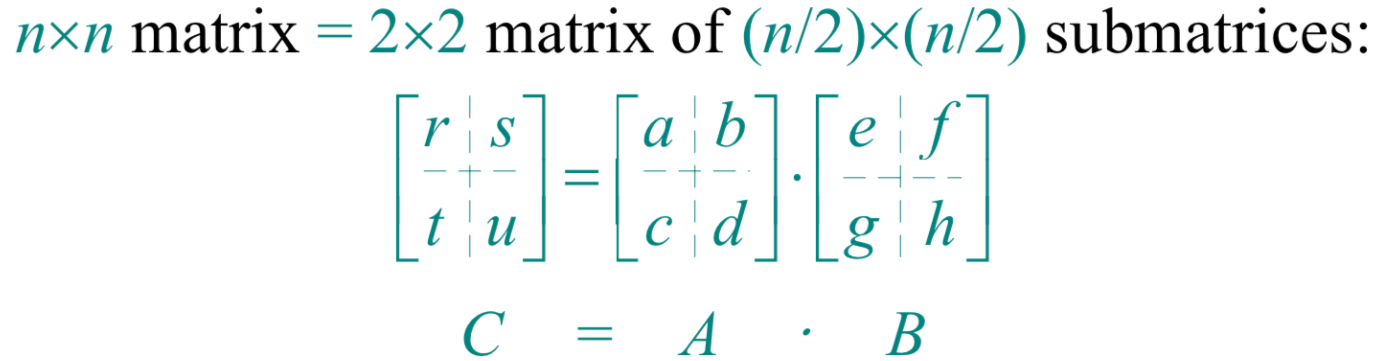 n×n matrix = 2×2 matrix of (n/2)×(n/2) submatrices:
[ r | s ] = [ a | b ] · [ e | f ]
[ t | u ] [ c | d ] [ g | h ]
C = A · B